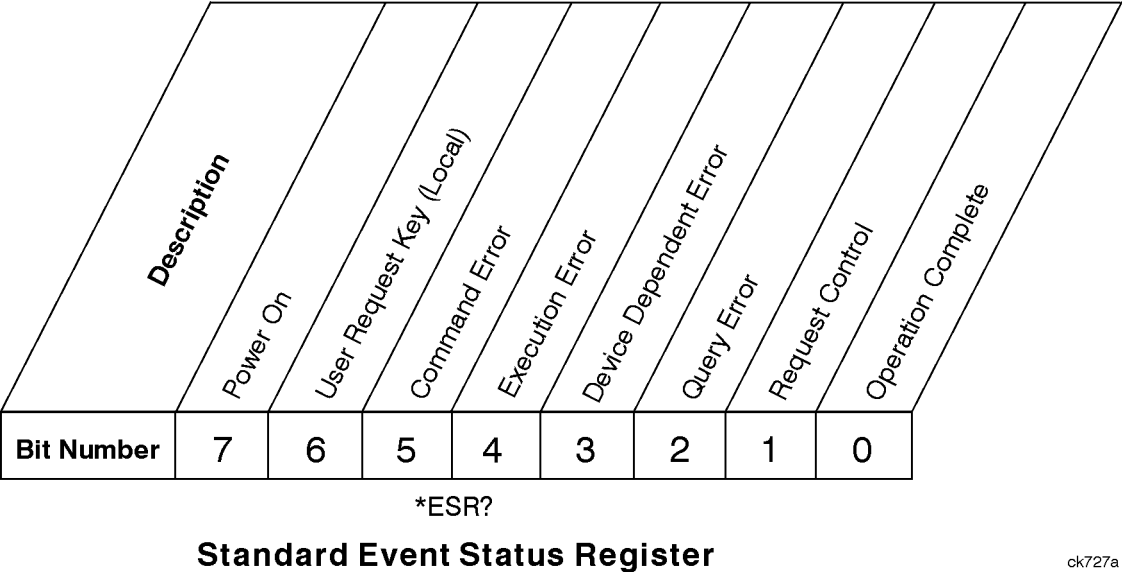 Description
Power On
User Request Key (Local)
Command Error
Execution Error
Device Dependent Error
Query Error
Request Control
Operation Complete
Bit Number 7 6 5 4 3 2 1 0
*ESR?
Standard Event Status Register
ck727a